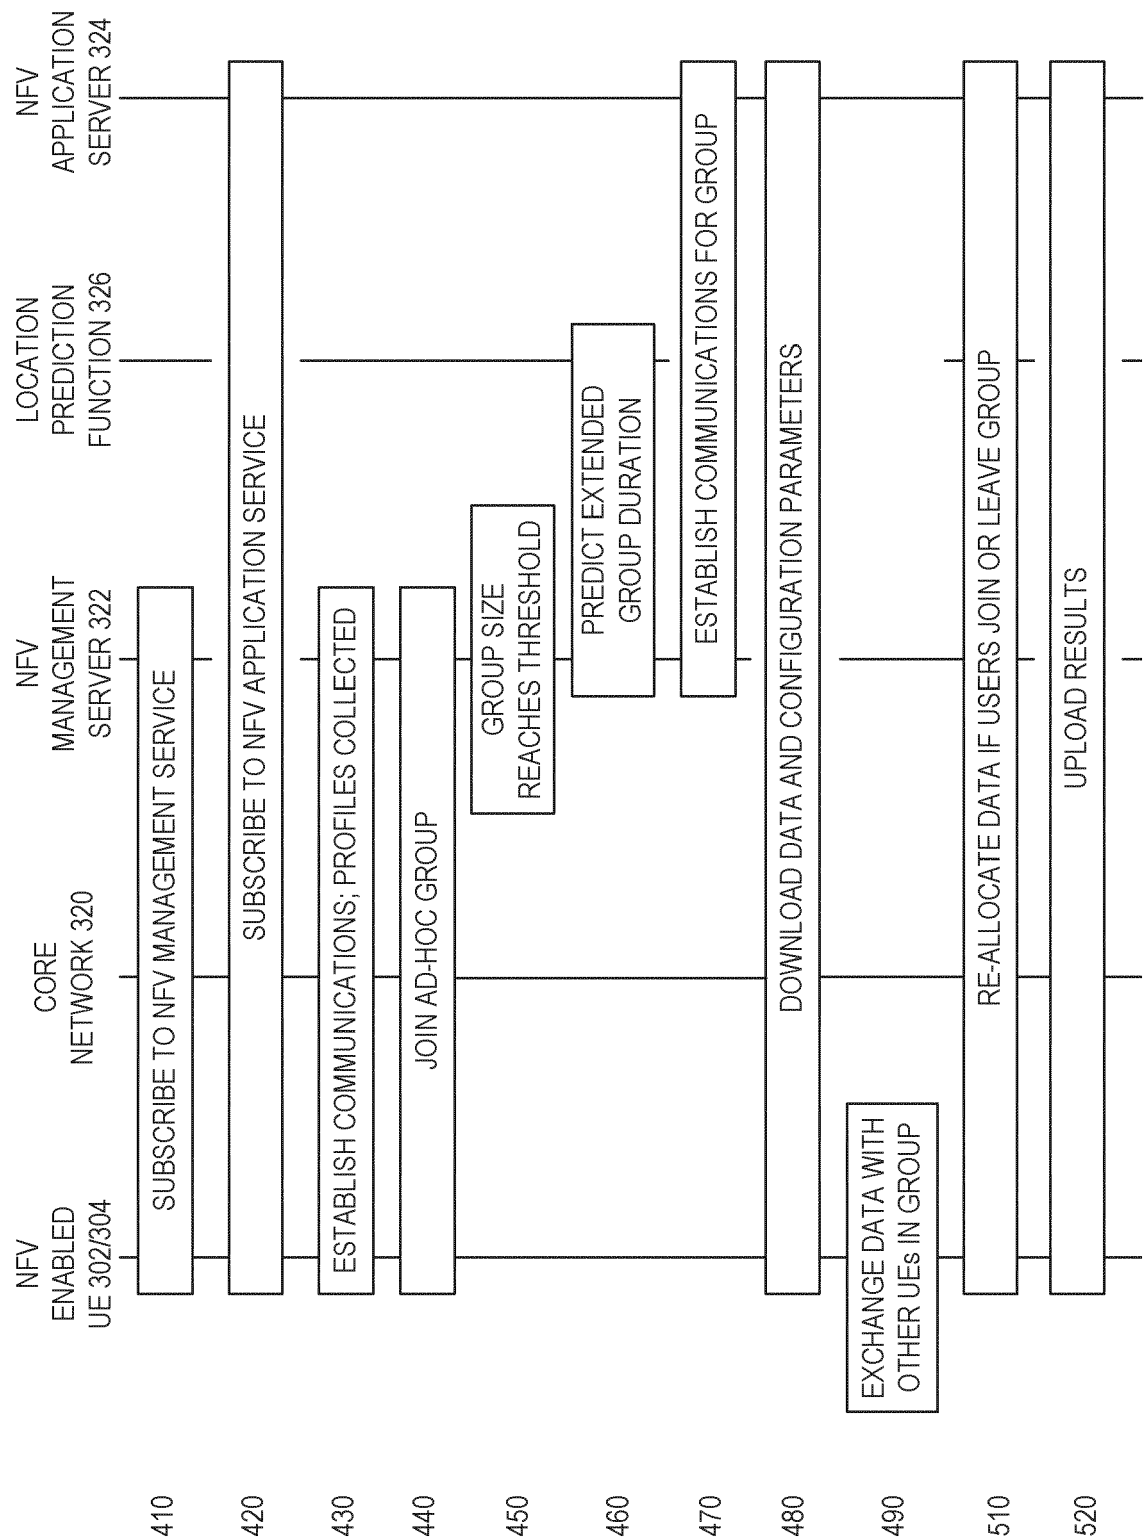 NFV
ENABLED
UE 302/304
CORE
NETWORK 320
NFV
MANAGEMENT
SERVER 322
LOCATION
PREDICTION
FUNCTION 326
NFV
APPLICATION
SERVER 324
410
SUBSCRIBE TO NFV MANAGEMENT SERVICE
420
SUBSCRIBE TO NFV APPLICATION SERVICE
430
ESTABLISH COMMUNICATIONS; PROFILES COLLECTED
440
JOIN AD-HOC GROUP
450
GROUP SIZE
REACHES THRESHOLD
460
PREDICT EXTENDED
GROUP DURATION
470
ESTABLISH COMMUNICATIONS FOR GROUP
480
DOWNLOAD DATA AND CONFIGURATION PARAMETERS
490
EXCHANGE DATA WITH
OTHER UEs IN GROUP
510
RE-ALLOCATE DATA IF USERS JOIN OR LEAVE GROUP
520
UPLOAD RESULTS